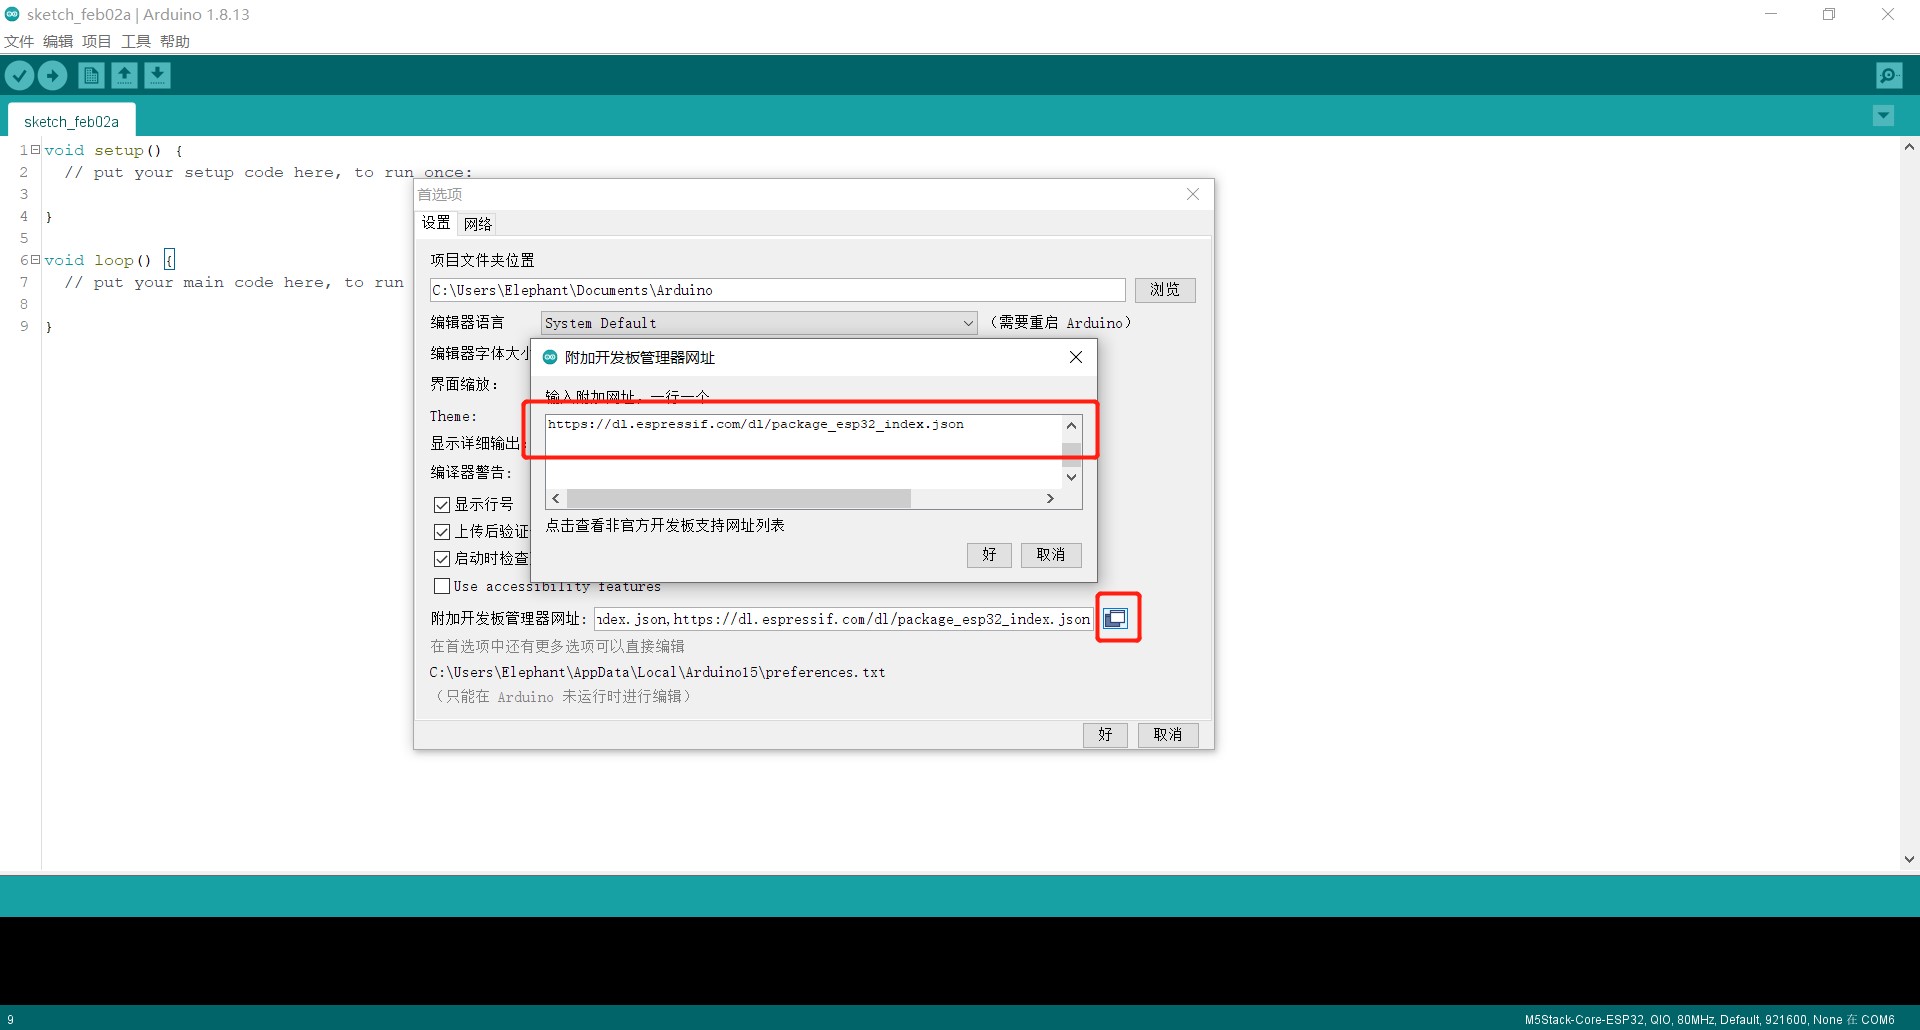 sketch_feb02a | Arduino 1.8.13
文件 编辑 项目 工具 帮助
sketch_feb02a
1 void setup() {
2 // put your setup code here, to run once:
3
4 }
5
6 void loop() {
7 // put your main code here, to run
8
9 }
首选项
设置 网络
项目文件夹位置
C:\Users\Elephant\Documents\Arduino 浏览
编辑器语言 System Default （需要重启 Arduino）
编辑器字体大小
界面缩放：
Theme:
显示详细输出：
编译器警告：
显示行号
上传后验证
启动时检查
Use accessibility features
附加开发板管理器网址
输入附加网址，一行一个
https://dl.espressif.com/dl/package_esp32_index.json
点击查看非官方开发板支持网址列表
好 取消
附加开发板管理器网址： ndex.json,https://dl.espressif.com/dl/package_esp32_index.json
在首选项中还有更多选项可以直接编辑
C:\Users\Elephant\AppData\Local\Arduino15\preferences.txt
（只能在 Arduino 未运行时进行编辑）
好 取消
9 M5Stack-Core-ESP32, QIO, 80MHz, Default, 921600, None 在 COM6